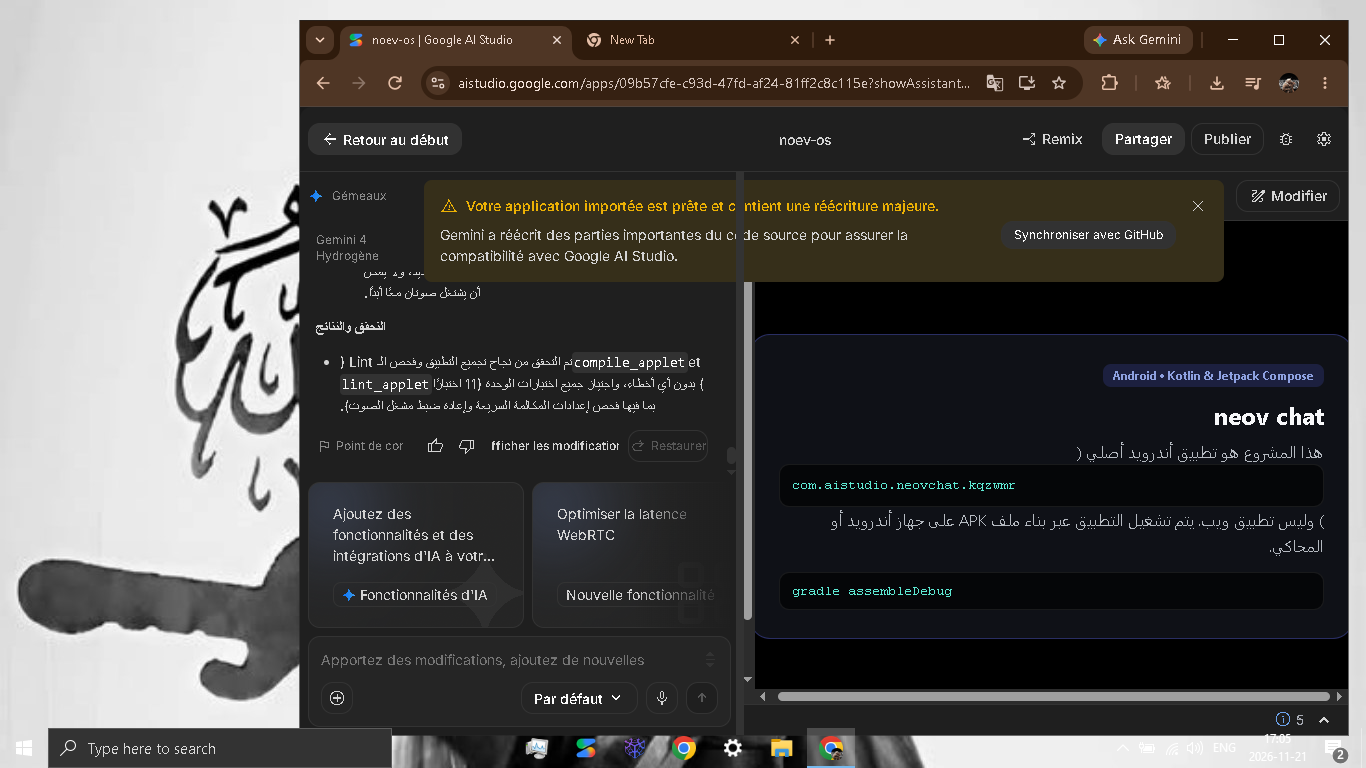 noev-os | Google AI Studio
New Tab
Ask Gemini
aistudio.google.com/apps/09b57cfe-c93d-47fd-af24-81ff2c8c115e?showAssistant...
Retour au début
noev-os
Remix
Partager
Publier
Gémeaux
Votre application importée est prête et contient une réécriture majeure.
Gemini a réécrit des parties importantes du code source pour assurer la
compatibilité avec Google AI Studio.
Synchroniser avec GitHub
Modifier
Gemini 4
Hydrogène
أن يشتغل صوتان معًا أبدًا.
التحقق والنتائج
تم التحقق من نجاح تجميع التطبيق وفحص الـ Lint ( compile_applet et
lint_applet ) بدون أي أخطاء، واجتياز جميع اختبارات الوحدة (11 اختبارًا
بما فيها فحص إعدادات المكالمة السريعة وإعادة ضبط مشغل الصوت).
Point de cor
fficher les modification
Restaurer
Ajoutez des
fonctionnalités et des
intégrations d'IA à votr...
Fonctionnalités d'IA
Optimiser la latence
WebRTC
Nouvelle fonctionnalité
Apportez des modifications, ajoutez de nouvelles
Par défaut
Android • Kotlin & Jetpack Compose
neov chat
هذا المشروع هو تطبيق أندرويد أصلي (
com.aistudio.neovchat.kqzwmr
) وليس تطبيق ويب. يتم تشغيل التطبيق عبر بناء ملف APK على جهاز أندرويد أو
المحاكي.
gradle assembleDebug
5
Type here to search
ENG
17:05
2026-11-21
2